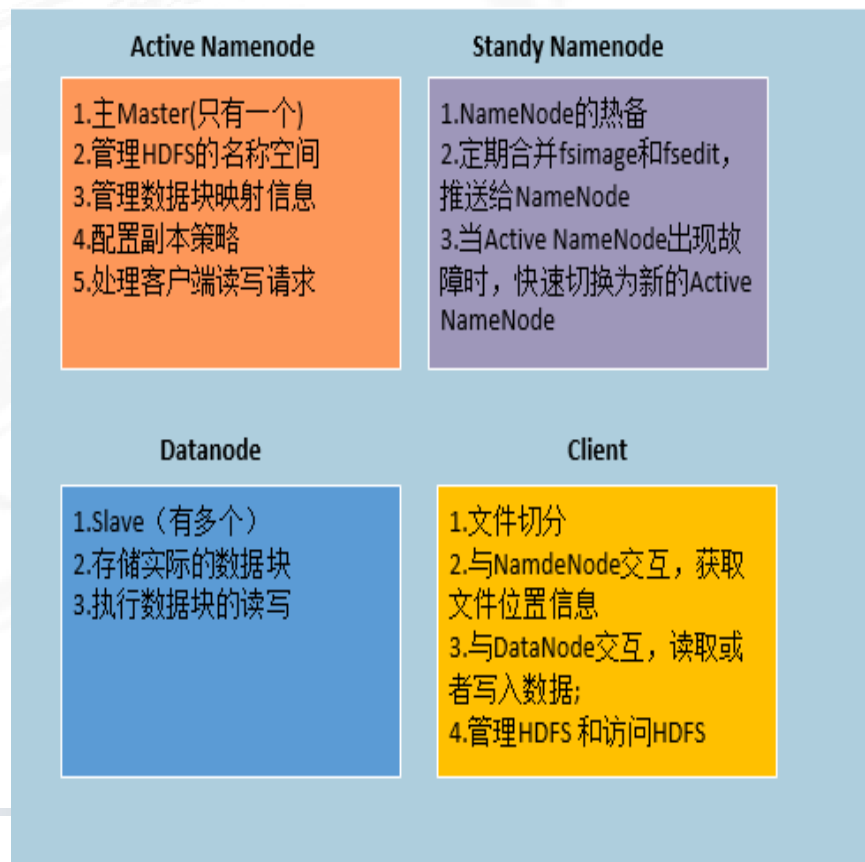 Active Namenode
1.主Master(只有一个)
2.管理HDFS的名称空间
3.管理数据块映射信息
4.配置副本策略
5.处理客户端读写请求
Standy Namenode
1.NameNode的热备
2.定期合并fsimage和fsedit，
推送给NameNode
3.当Active NameNode出现故
障时，快速切换为新的Active
NameNode
Datanode
1.Slave（有多个）
2.存储实际的数据块
3.执行数据块的读写
Client
1.文件切分
2.与NamdeNode交互，获取
文件位置信息
3.与DataNode交互，读取或
者写入数据;
4.管理HDFS 和访问HDFS